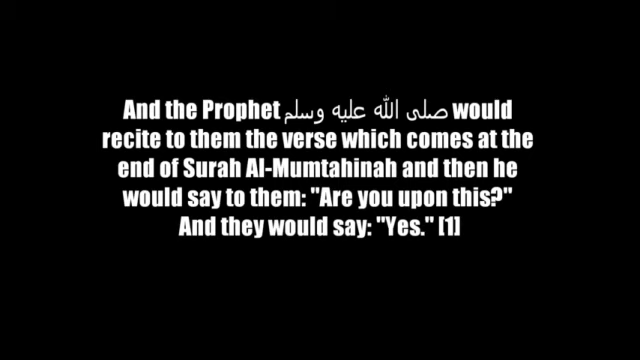 And the Prophet صلى الله عليه وسلم would
recite to them the verse which comes at the
end of Surah Al-Mumtahinah and then he
would say to them: "Are you upon this?"
And they would say: "Yes." [1]